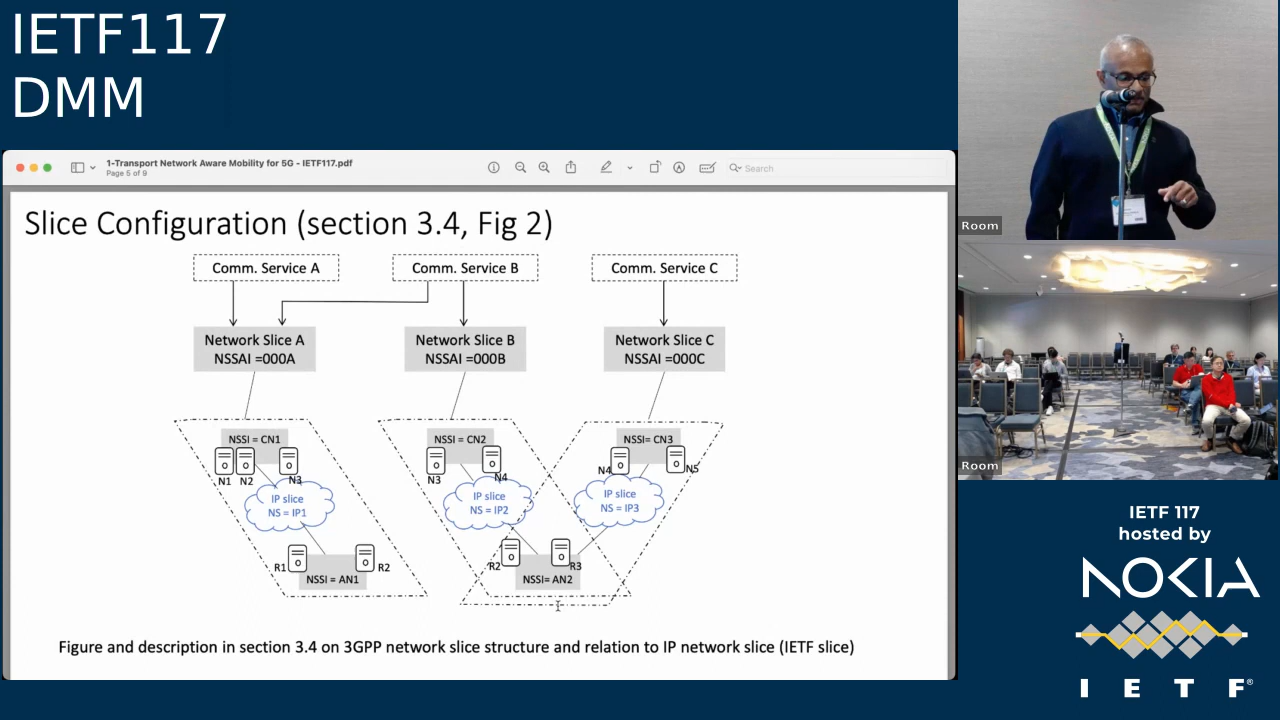 IETF117
DMM
1-Transport Network Aware Mobility for 5G - IETF117.pdf
Page 5 of 9
Search
Slice Configuration (section 3.4, Fig 2)
Comm. Service A
Comm. Service B
Comm. Service C
Network Slice A
NSSAI =000A
Network Slice B
NSSAI =000B
Network Slice C
NSSAI =000C
NSSI = CN1
N1
N2
N3
IP slice
NS = IP1
R1
R2
NSSI = AN1
NSSI = CN2
N3
N4
IP slice
NS = IP2
NSSI= CN3
N4
N5
IP slice
NS = IP3
R2
R3
NSSI= AN2
Figure and description in section 3.4 on 3GPP network slice structure and relation to IP network slice (IETF slice)
Room
Room
IETF 117
hosted by
NOKIA
I E T F®